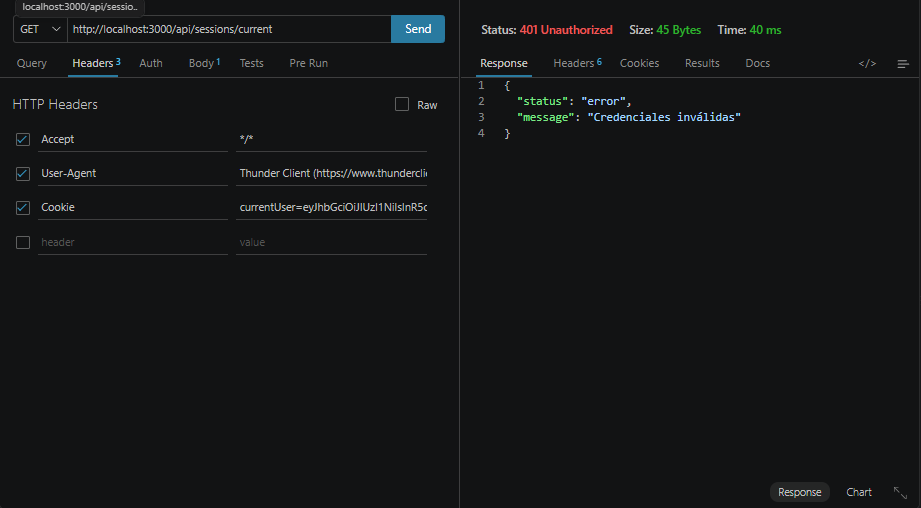 localhost:3000/api/sessio..
GET http://localhost:3000/api/sessions/current Send
Query Headers 3 Auth Body 1 Tests Pre Run
HTTP Headers Raw
Accept */*
User-Agent Thunder Client (https://www.thunderclie
Cookie
header value
Status: 401 Unauthorized Size: 45 Bytes Time: 40 ms
Response Headers 6 Cookies Results Docs </>
1 {
2 "status": "error",
3 "message": "Credenciales inválidas"
4 }
Response Chart